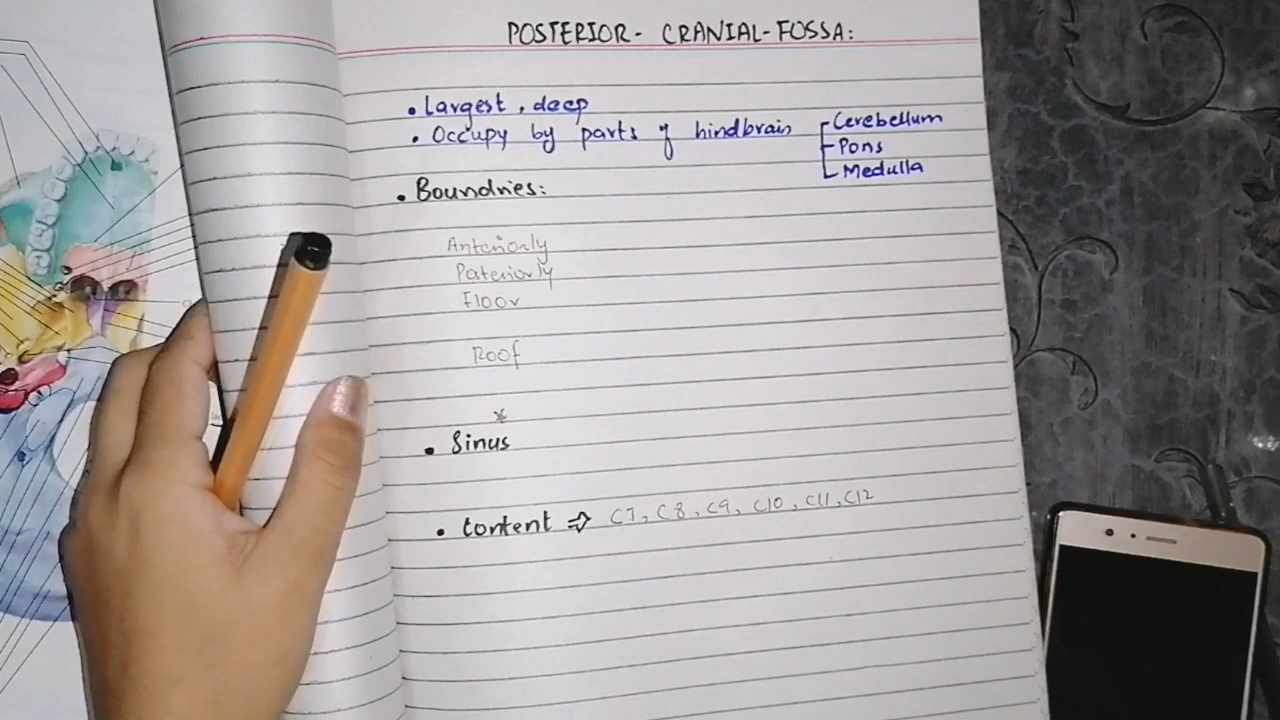 POSTERIOR- CRANIAL-FOSSA:
• Largest, deep
• Occupy by parts of hindbrain
Cerebellum
Pons
Medulla
• Boundries:
Anteriorly
Posteriorly
Floor
Roof
*
• Sinus
• Content ⇒ C7, C8, C9, C10, C11, C12